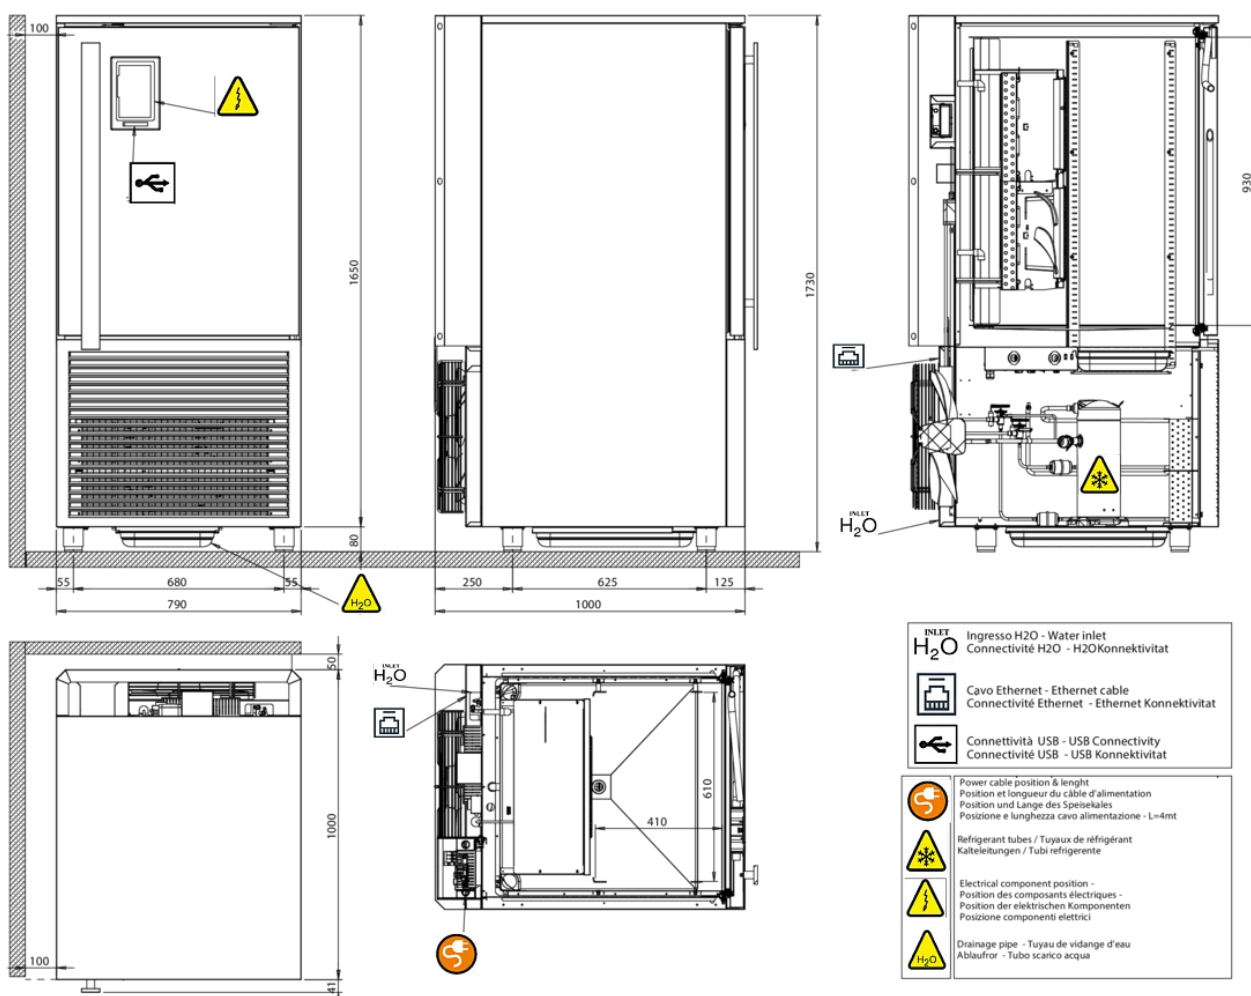 100
1650
80
55
680
55
790
H₂O
1730
250
625
125
1000
930
INLET
H₂O
50
1000
100
41
INLET
H₂O
610
410
INLET
H₂O
Ingresso H2O - Water inlet
Connectivité H2O - H2OKonnektivitat
Cavo Ethernet - Ethernet cable
Connectivité Ethernet - Ethernet Konnektivitat
Connettività USB - USB Connectivity
Connectivité USB - USB Konnektivitat
Power cable position & lenght
Position et longueur du câble d'alimentation
Position und Lange des Speisekales
Posizione e lunghezza cavo alimentazione - L=4mt
Refrigerant tubes / Tuyaux de réfrigérant
Kalteleitungen / Tubi refrigerente
Electrical component position -
Position des composants électriques -
Position der elektrischen Komponenten
Posizione componenti elettrici
H₂O
Drainage pipe - Tuyau de vidange d'eau
Ablaufror - Tubo scarico acqua